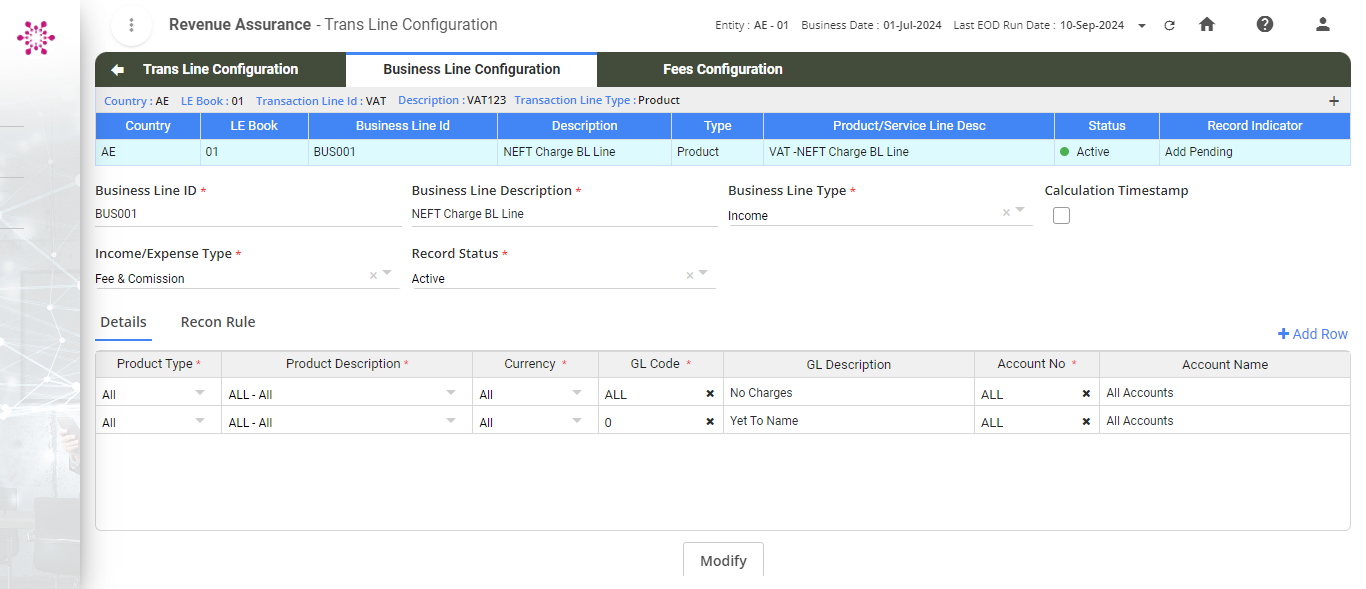 Revenue Assurance - Trans Line Configuration
Entity : AE - 01 Business Date : 01-Jul-2024 Last EOD Run Date : 10-Sep-2024
Trans Line Configuration Business Line Configuration Fees Configuration
Country : AE LE Book : 01 Transaction Line Id : VAT Description : VAT123 Transaction Line Type : Product
Country LE Book Business Line Id Description Type Product/Service Line Desc Status Record Indicator
AE 01 BUS001 NEFT Charge BL Line Product VAT -NEFT Charge BL Line Active Add Pending
Business Line ID * Business Line Description * Business Line Type * Calculation Timestamp
BUS001 NEFT Charge BL Line Income
Income/Expense Type * Record Status *
Fee & Comission Active
Details Recon Rule
Add Row
Product Type * Product Description * Currency * GL Code * GL Description Account No * Account Name
All ALL - All All ALL No Charges ALL All Accounts
All ALL - All All 0 Yet To Name ALL All Accounts
Modify